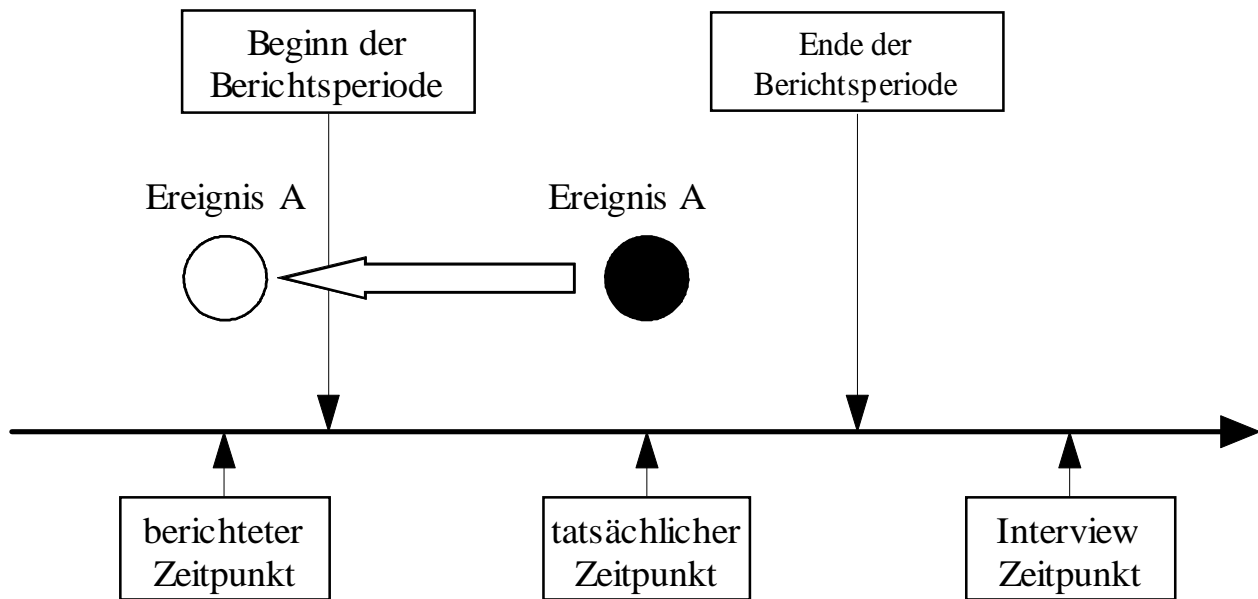 Beginn der
Berichtsperiode
Ende der
Berichtsperiode
Ereignis A
Ereignis A
berichteter
Zeitpunkt
tatsächlicher
Zeitpunkt
Interview
Zeitpunkt